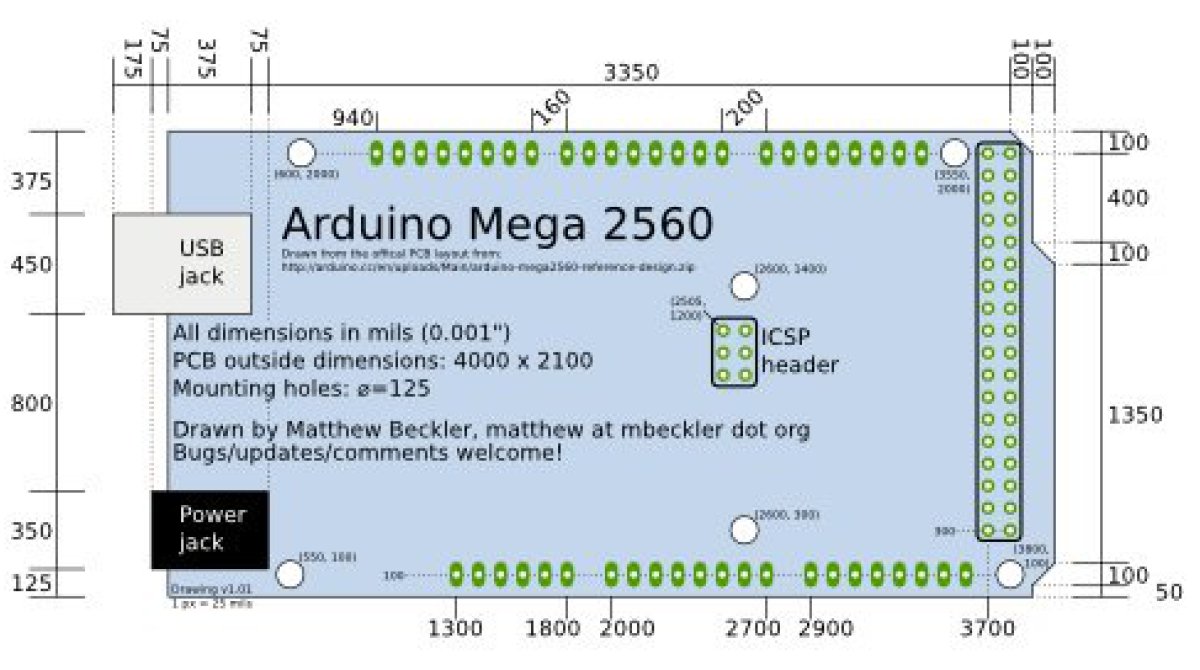 175
75
375
75
3350
100
100
940
160
200
100
375
(600, 2000)
(3550,
2000)
400
Arduino Mega 2560
Drawn from the offical PCB layout from:
http://arduino.cc/en/uploads/Main/arduino-mega2560-reference-design.zip
USB
jack
450
100
(2600, 1400)
(2505,
1200)
ICSP
header
All dimensions in mils (0.001")
PCB outside dimensions: 4000 x 2100
Mounting holes: ø=125
800
1350
Drawn by Matthew Beckler, matthew at mbeckler dot org
Bugs/updates/comments welcome!
Power
jack
350
(2600, 300)
300
(550, 100)
(3800,
100)
100
125
100
50
Drawing v1.01
1 px = 25 mils
1300
1800
2000
2700
2900
3700